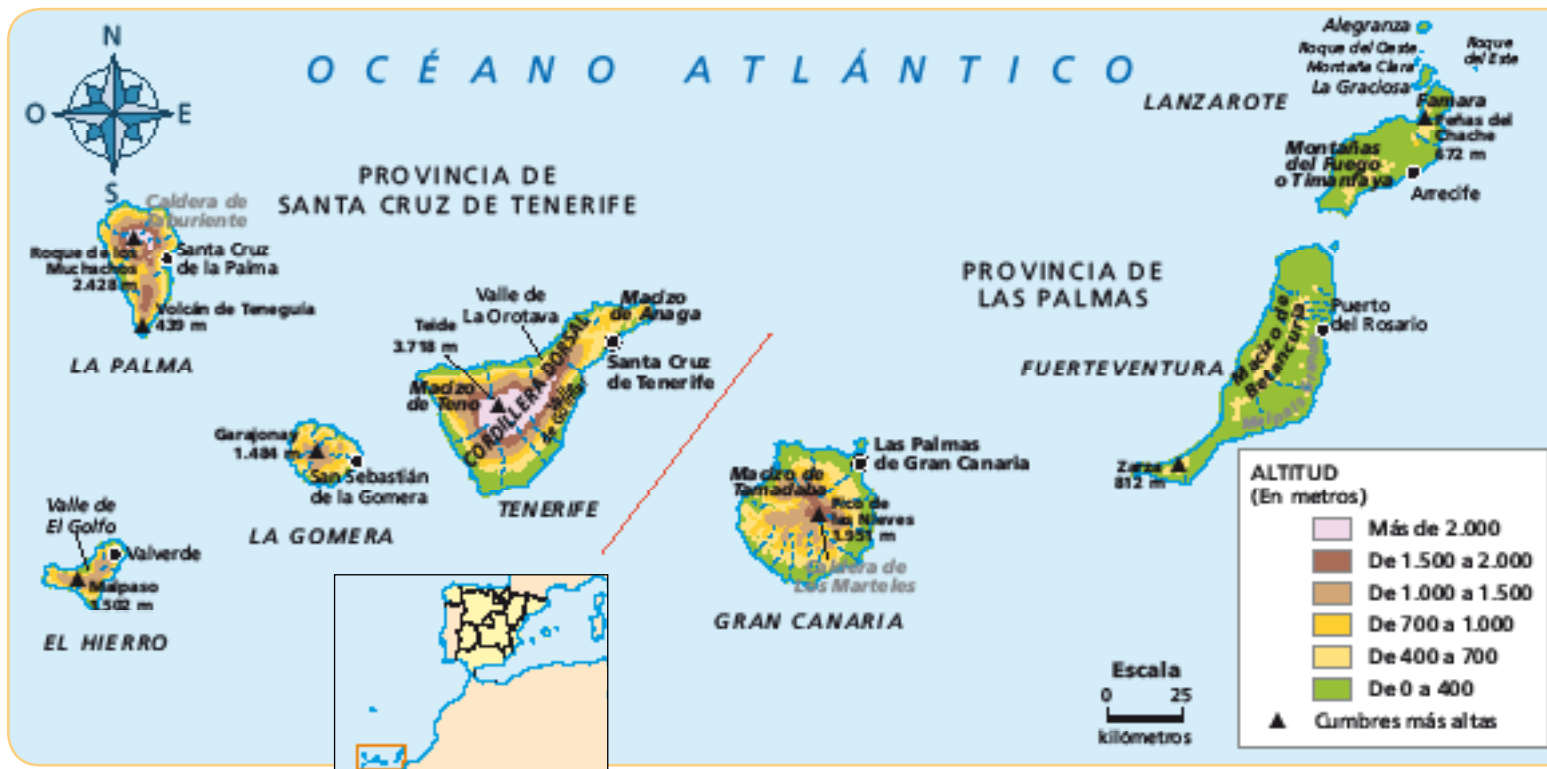 N
O
E
S
OCÉANO ATLÁNTICO
PROVINCIA DE
SANTA CRUZ DE TENERIFE
Caldera de
Taburiente
Roque de los
Muchachos
2.428 m
Santa Cruz
de la Palma
Volcán de Teneguía
439 m
LA PALMA
Valle de
La Orotava
Macizo
de Anaga
Teide
3.718 m
CORDILLERA DORSAL
Macizo
de Teno
Santa Cruz
de Tenerife
TENERIFE
Garajonay
1.484 m
San Sebastián
de la Gomera
LA GOMERA
Valle de
El Golfo
Valverde
Malpaso
1.502 m
EL HIERRO
PROVINCIA DE
LAS PALMAS
Alegranza
Roque del Oeste
Montaña Clara
La Graciosa
Roque
del Este
LANZAROTE
Famara
Peñas del
Chache
672 m
Montañas
del Fuego
o Timanfaya
Arrecife
Macizo de
Betancuria
Puerto
del Rosario
FUERTEVENTURA
Malpaís
Zarza
812 m
Las Palmas
de Gran Canaria
Macizo de
Tamadaba
Pico de
las Nieves
1.951 m
Caldera de
Los Marteles
GRAN CANARIA
Escala
0 25
kilómetros
ALTITUD
(En metros)
Más de 2.000
De 1.500 a 2.000
De 1.000 a 1.500
De 700 a 1.000
De 400 a 700
De 0 a 400
Cumbres más altas